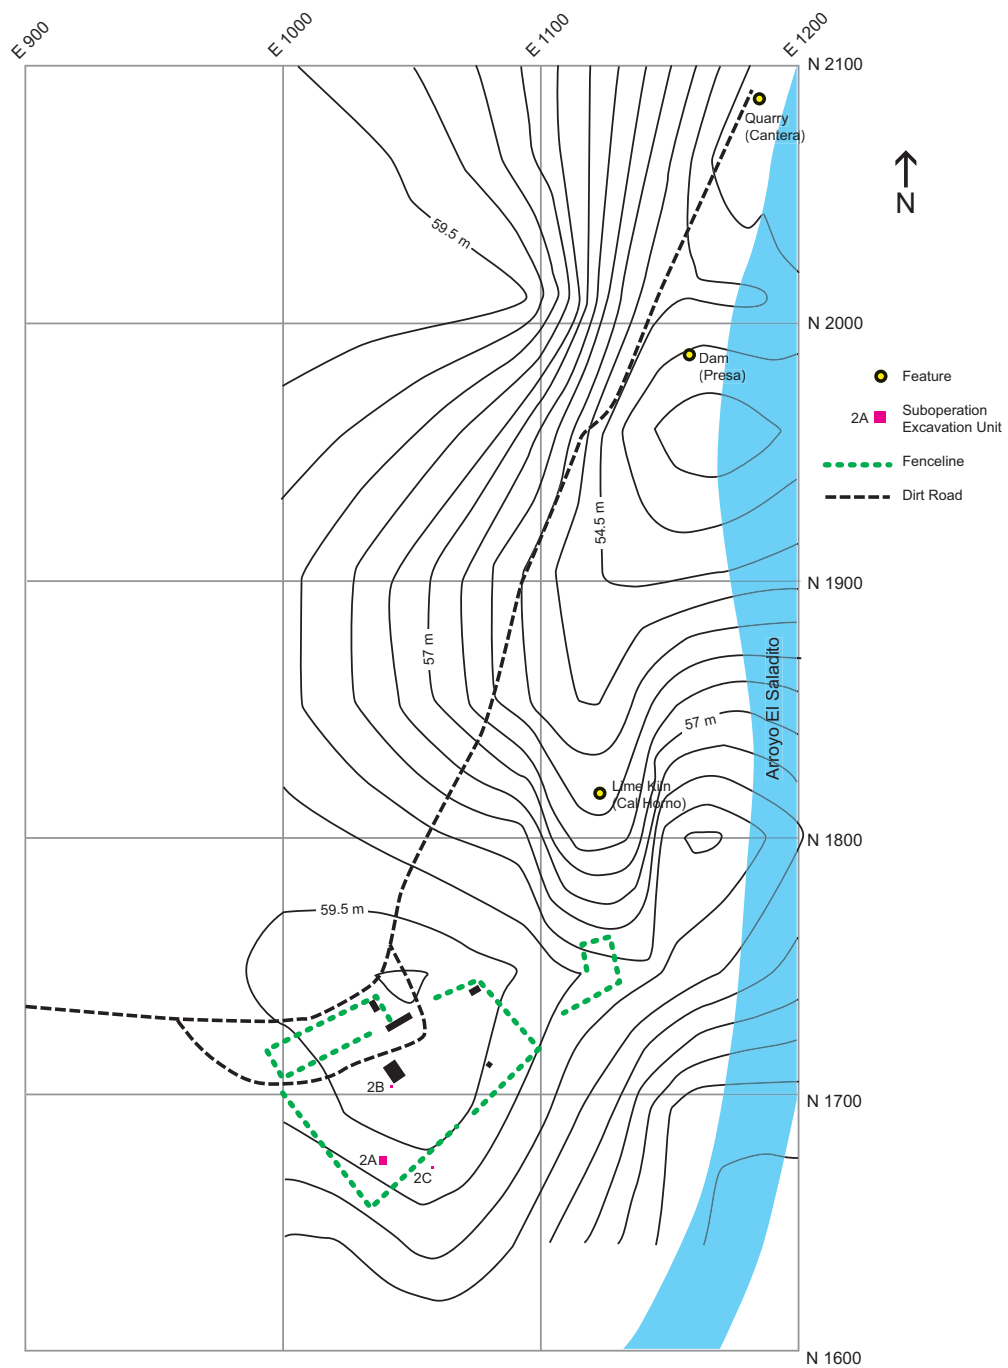 E 900
E 1000
E 1100
E 1200
N 2100
Quarry
(Cantera)
N
59.5 m
N 2000
Dam
(Presa)
Feature
2A
Suboperation
Excavation Unit
Fenceline
Dirt Road
54.5 m
N 1900
57 m
57 m
Arroyo El Saladito
Lime Kiln
(Cal Horno)
N 1800
59.5 m
2B
N 1700
2A
2C
N 1600